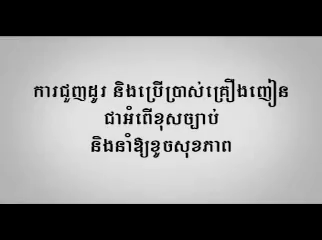 ការជួញដូរ និងប្រើប្រាស់គ្រឿងញៀន
ជាអំពើខុសច្បាប់
និងនាំឱ្យខូចសុខភាព